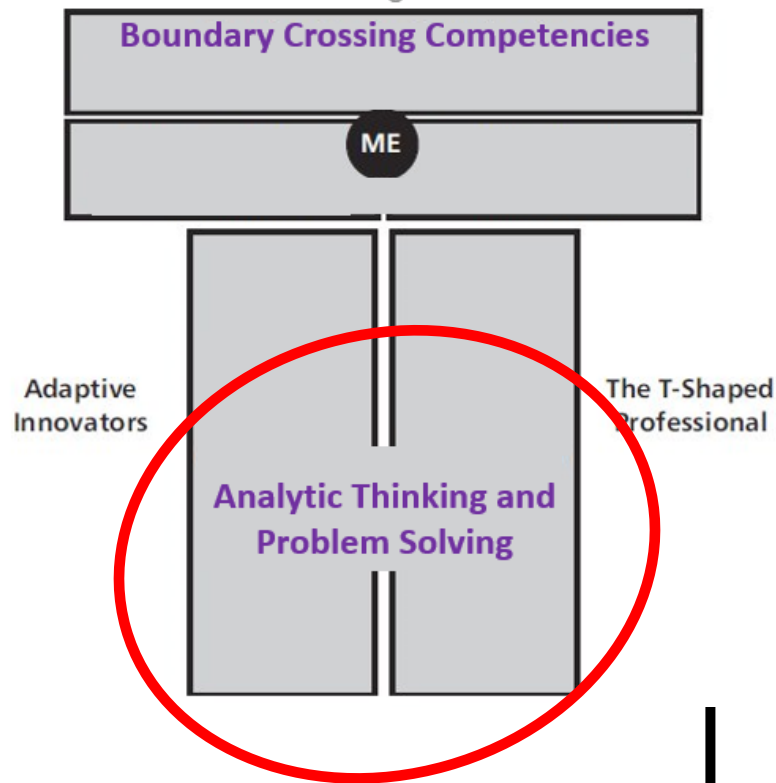 Boundary Crossing Competencies
ME
Adaptive
Innovators
The T-Shaped
Professional
Analytic Thinking and
Problem Solving